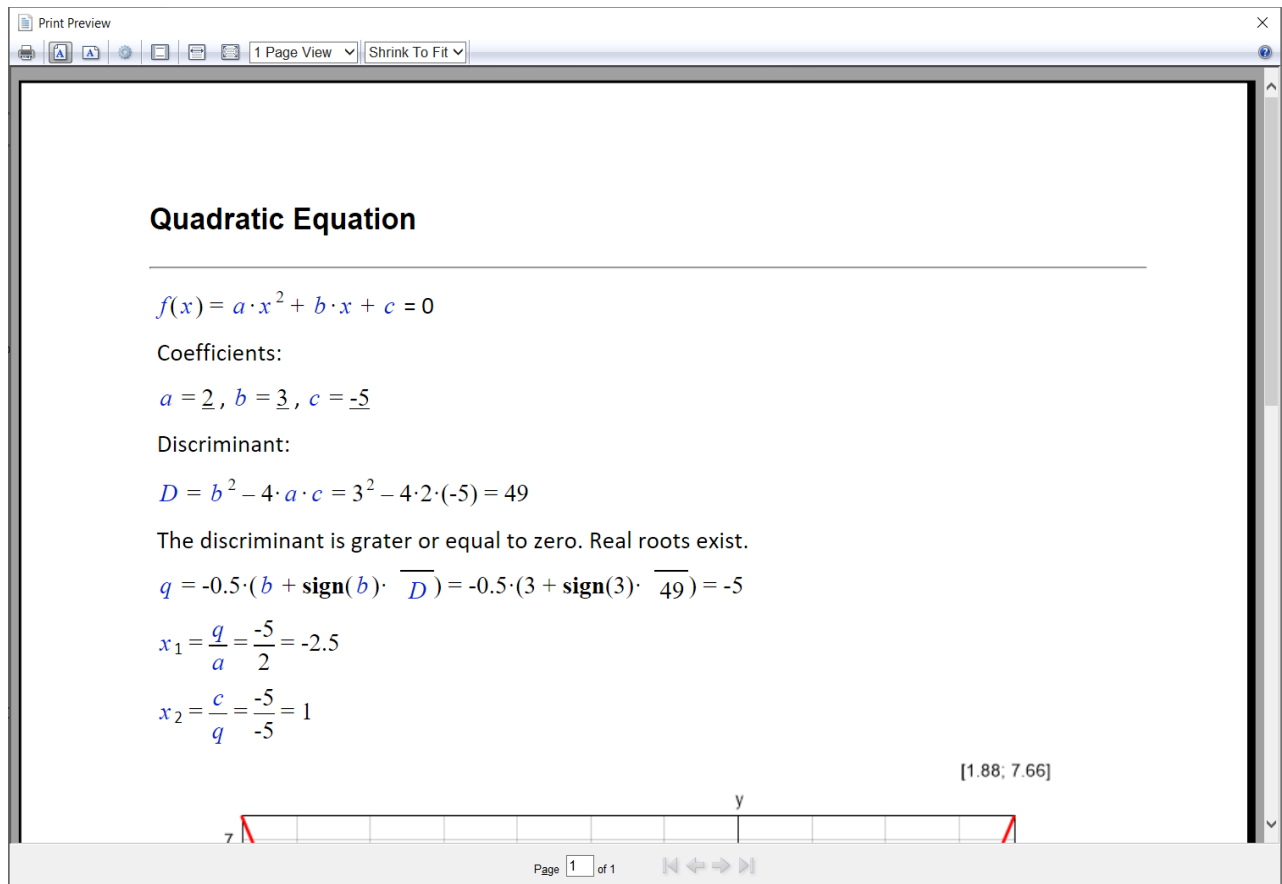 Print Preview
1 Page View Shrink To Fit
Quadratic Equation
f(x) = a·x² + b·x + c = 0
Coefficients:
a = 2 , b = 3 , c = -5
Discriminant:
D = b² – 4·a·c = 3² – 4·2·(-5) = 49
The discriminant is grater or equal to zero. Real roots exist.
q = -0.5·(b + sign(b)· D̅) = -0.5·(3 + sign(3)· 4̅9̅) = -5
x₁ = q/a = -5/2 = -2.5
x₂ = c/q = -5/-5 = 1
[1.88; 7.66]
y
7
Page 1 of 1